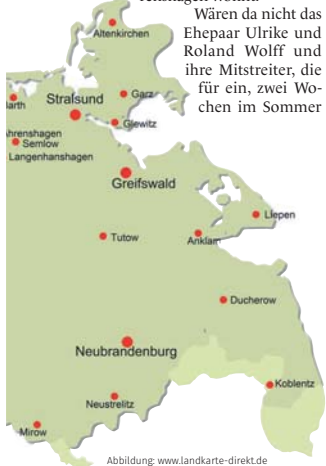 Wären da nicht das
Ehepaar Ulrike und
Roland Wolff und
ihre Mitstreiter, die
für ein, zwei Wo-
chen im Sommer
Altenkirchen
Garz
Stralsund
Glewitz
Semlow
Langenhanshagen
Greifswald
Liepen
Tutow
Anklam
Ducherow
Neubrandenburg
Koblentz
Neustrelitz
Mirow
Abbildung: www.landkarte-direkt.de